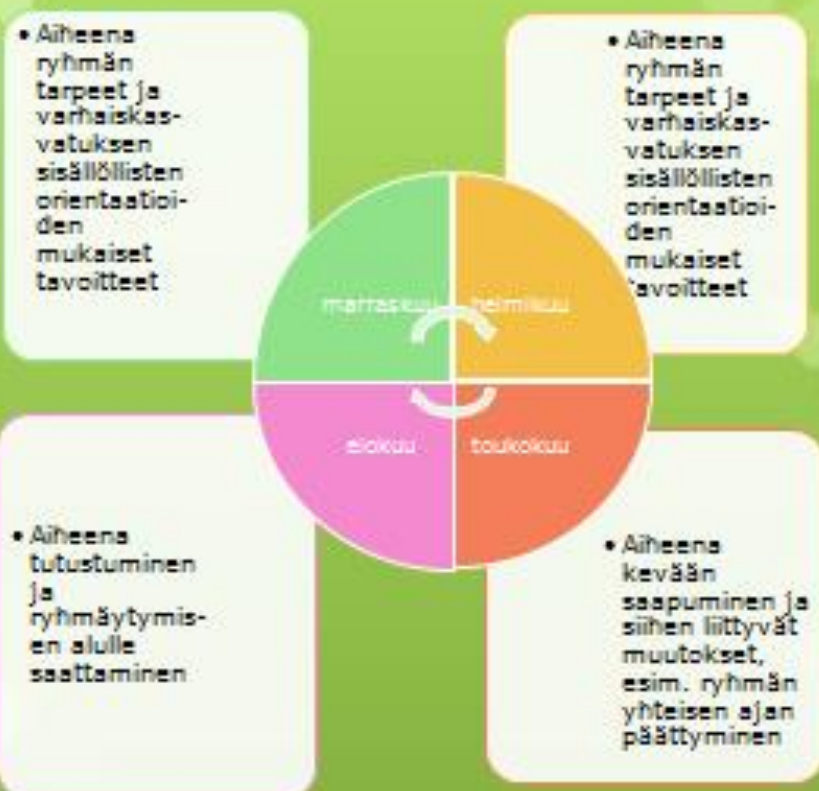 • Aiheena
ryhmän
tarpeet ja
varhaiskas-
vatuksen
sisällöllisten
orientaatioi-
den
mukaiset
tavoitteet
• Aiheena
ryhmän
tarpeet ja
varhaiskas-
vatuksen
sisällöllisten
orientaatioi-
den
mukaiset
tavoitteet
marraskuu
helmikuu
elokuu
toukokuu
• Aiheena
tutustuminen
ja
ryhmäytymis-
en alulle
saattaminen
• Aiheena
kevään
saapuminen ja
siihen liittyvät
muutokset,
esim. ryhmän
yhteisen ajan
päättyminen